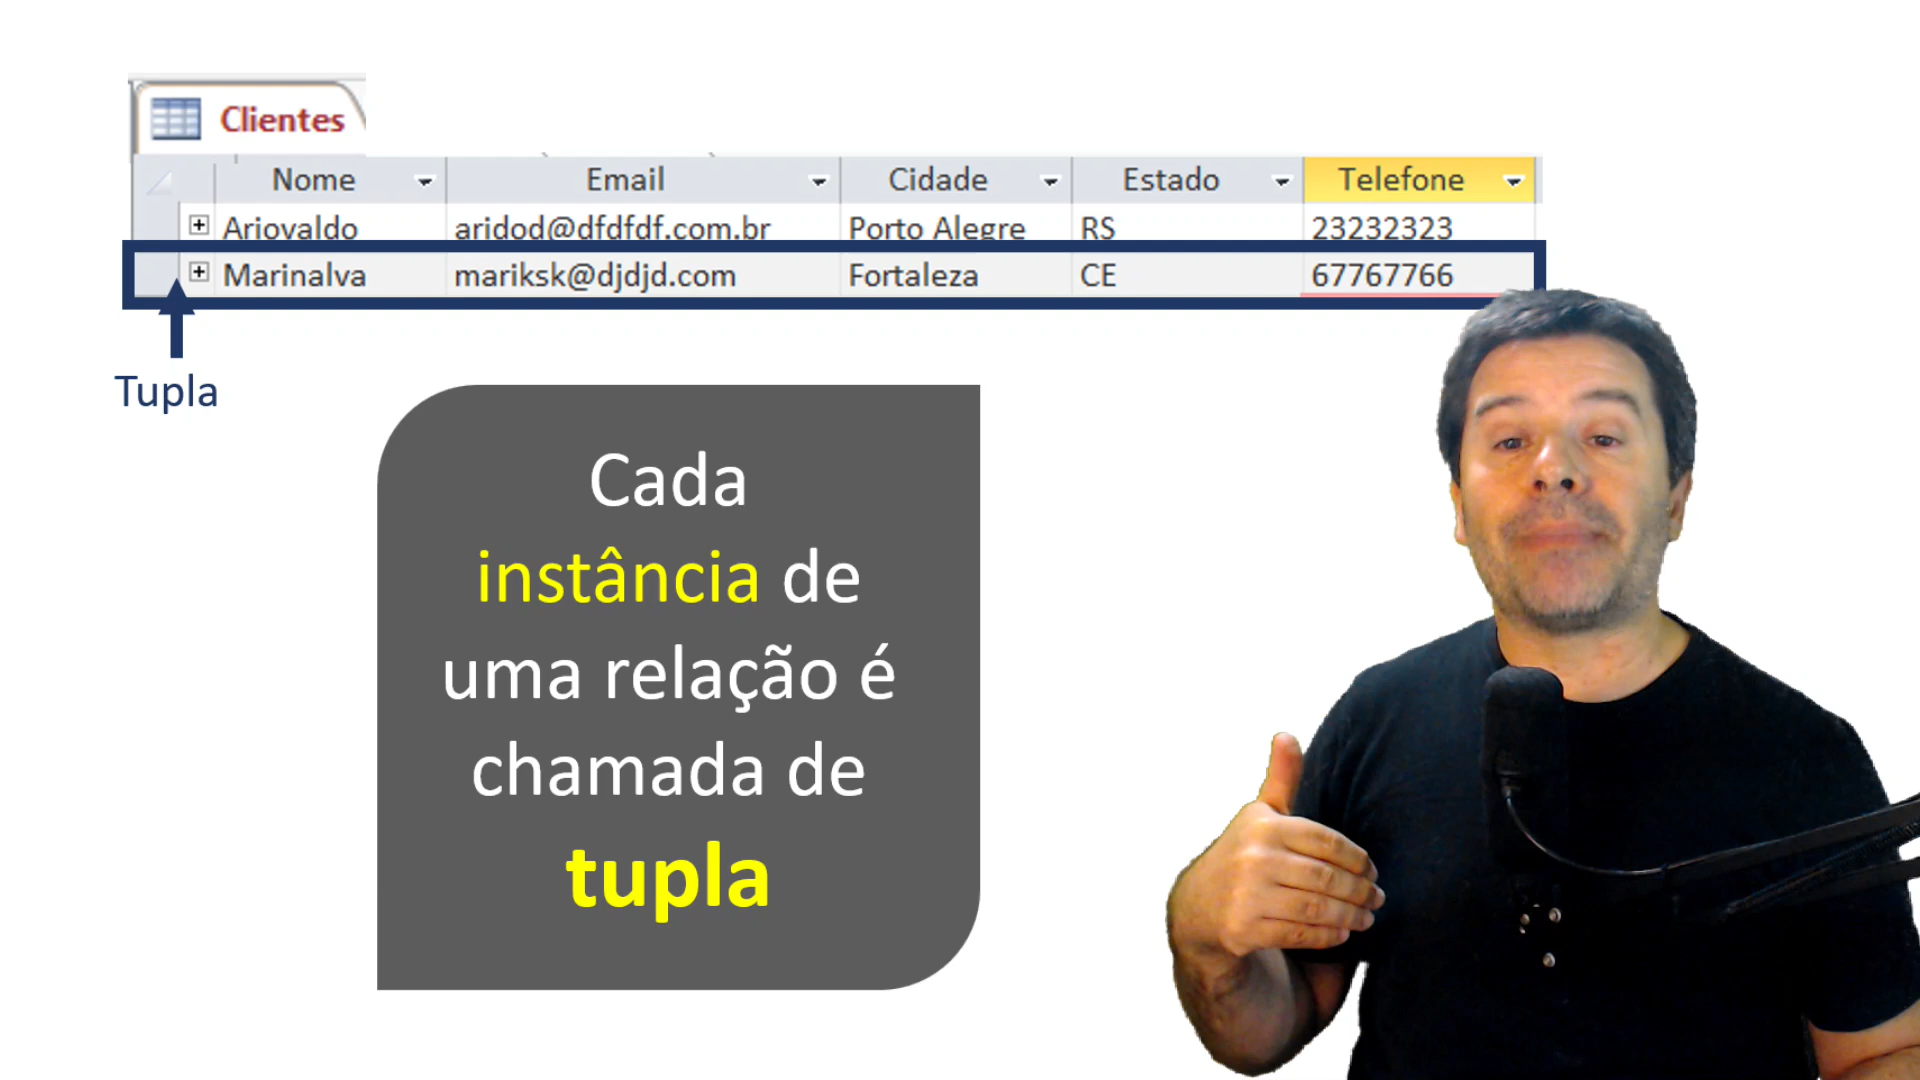 Clientes
Nome Email Cidade Estado Telefone
Ariovaldo aridod@dfdfdf.com.br Porto Alegre RS 23232323
Marinalva mariksk@djdjd.com Fortaleza CE 67767766
Tupla
Cada
instância de
uma relação é
chamada de
tupla